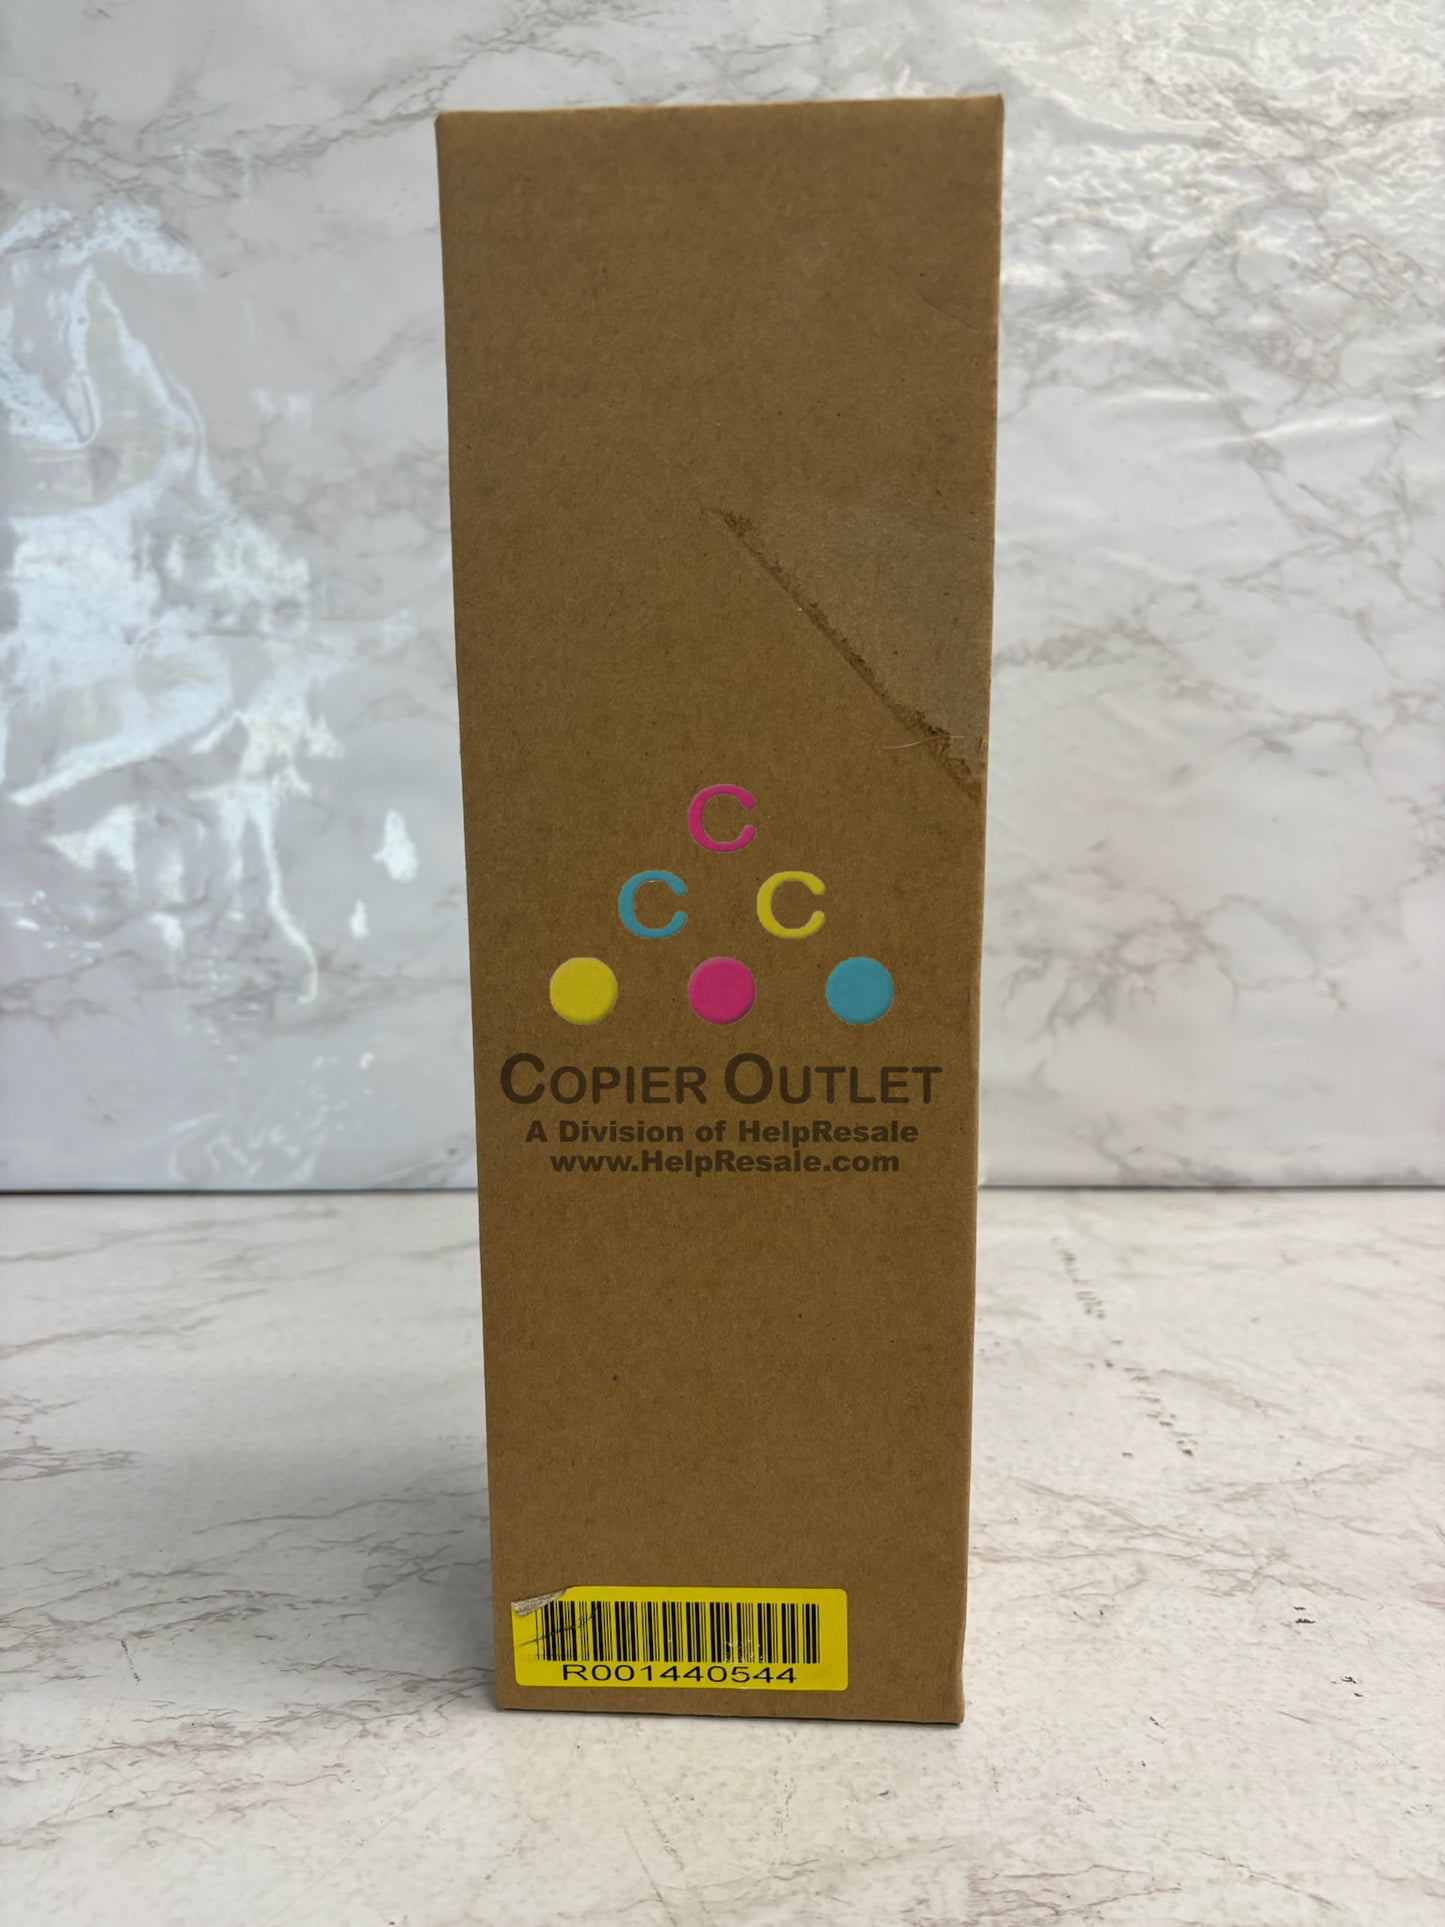 C
C C
COPIER OUTLET
A Division of HelpResale
www.HelpResale.com
R001440544